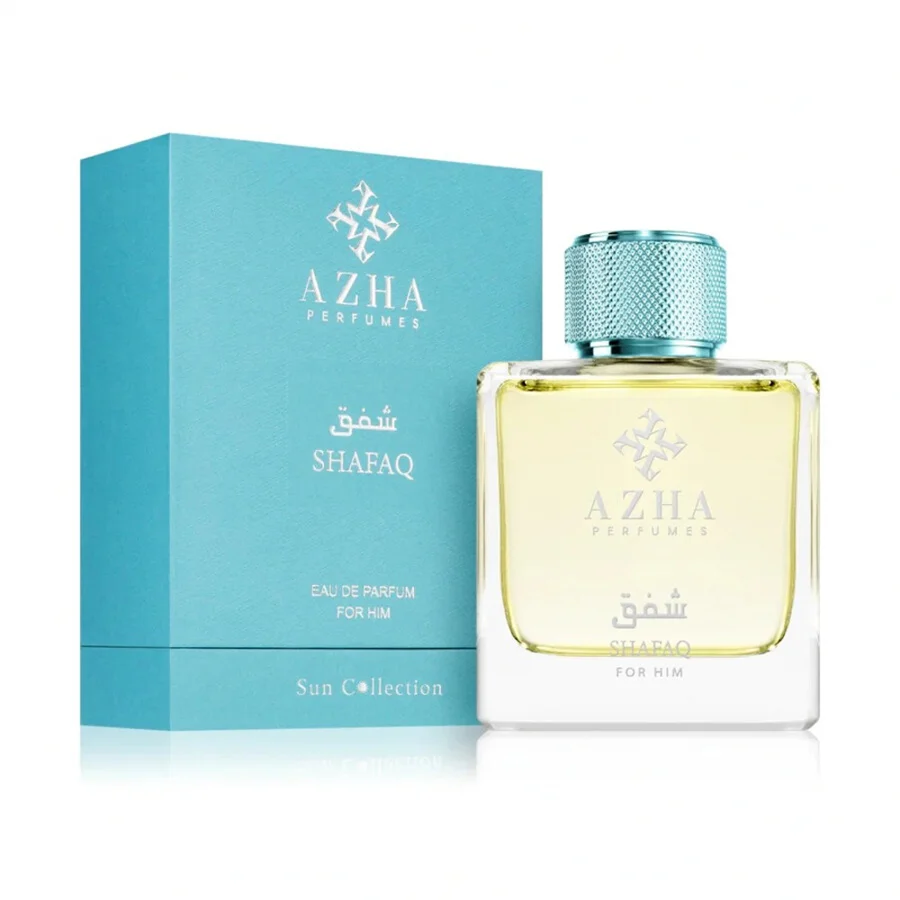 AZHA
PERFUMES
شفق
SHAFAQ
EAU DE PARFUM
FOR HIM
Sun Collection
AZHA
PERFUMES
شفق
SHAFAQ
FOR HIM